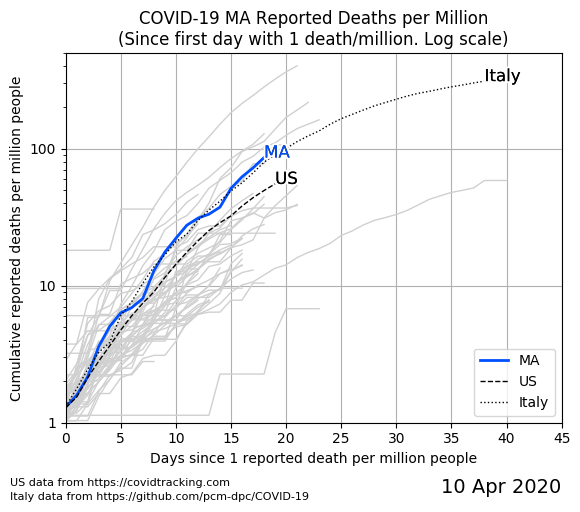 COVID-19 MA Reported Deaths per Million
(Since first day with 1 death/million. Log scale)
Cumulative reported deaths per million people
100
10
1
Italy
MA
US
MA
US
Italy
0 5 10 15 20 25 30 35 40 45
Days since 1 reported death per million people
US data from https://covidtracking.com
Italy data from https://github.com/pcm-dpc/COVID-19
10 Apr 2020